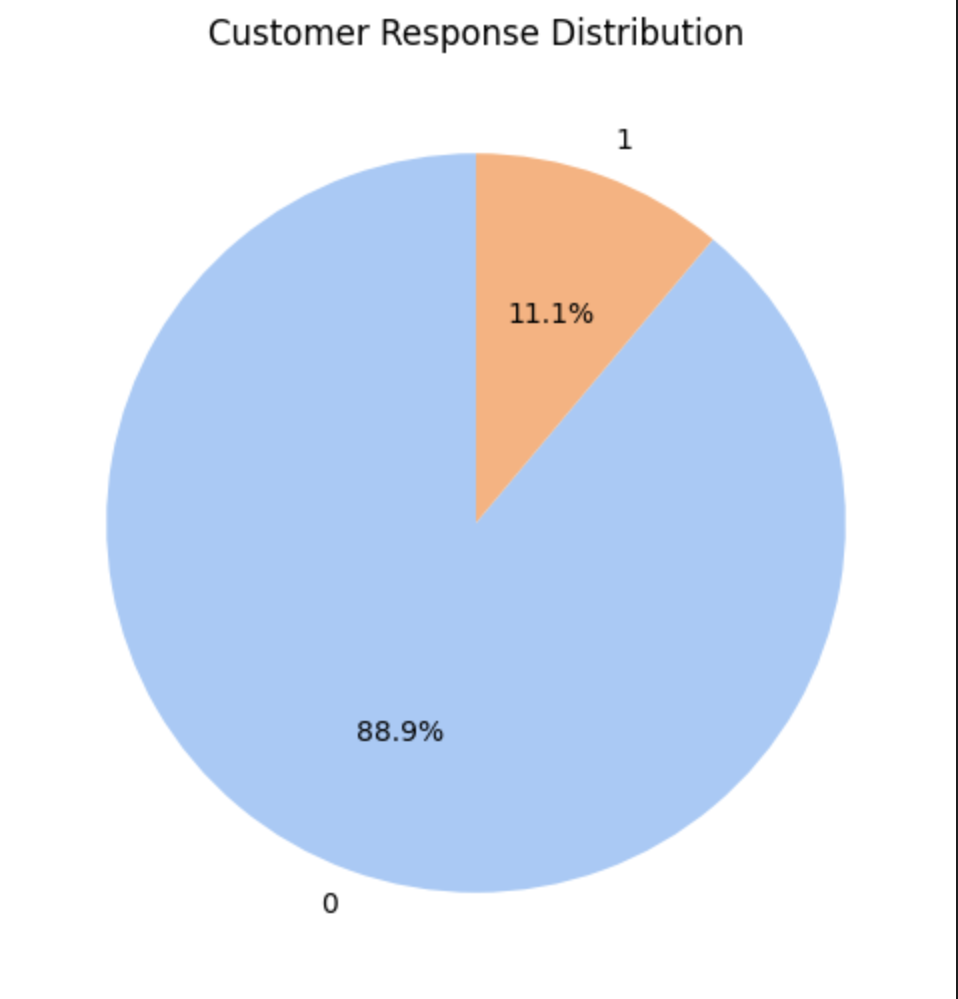 Customer Response Distribution
1
11.1%
88.9%
0